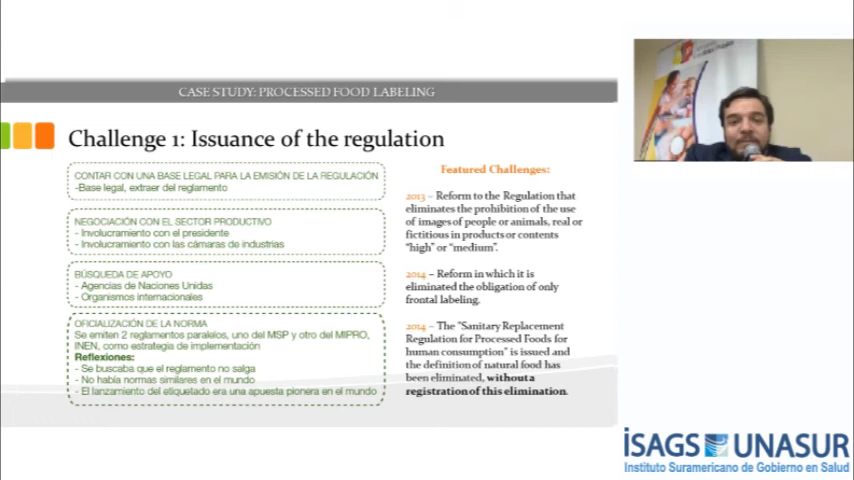 CASE STUDY: PROCESSED FOOD LABELING
Challenge 1: Issuance of the regulation
CONTAR CON UNA BASE LEGAL PARA LA EMISIÓN DE LA REGULACIÓN
-Base legal, extraer del reglamento
NEGOCIACIÓN CON EL SECTOR PRODUCTIVO
- Involucramiento con el presidente
- Involucramiento con las cámaras de industrias
BÚSQUEDA DE APOYO
- Agencias de Naciones Unidas
- Organismos internacionales
OFICIALIZACIÓN DE LA NORMA
Se emiten 2 reglamentos paralelos, uno del MSP y otro del MIPRO,
INEN, como estrategia de implementación
Reflexiones:
- Se buscaba que el reglamento no salga
- No había normas similares en el mundo
- El lanzamiento del etiquetado era una apuesta pionera en el mundo
Featured Challenges:
2013 – Reform to the Regulation that
eliminates the prohibition of the use
of images of people or animals, real or
fictitious in products or contents
"high" or "medium".
2014 – Reform in which it is
eliminated the obligation of only
frontal labeling.
2014 – The "Sanitary Replacement
Regulation for Processed Foods for
human consumption" is issued and
the definition of natural food has
been eliminated, without a
registration of this elimination.
iSAGS UNASUR
Instituto Suramericano de Gobierno en Salud